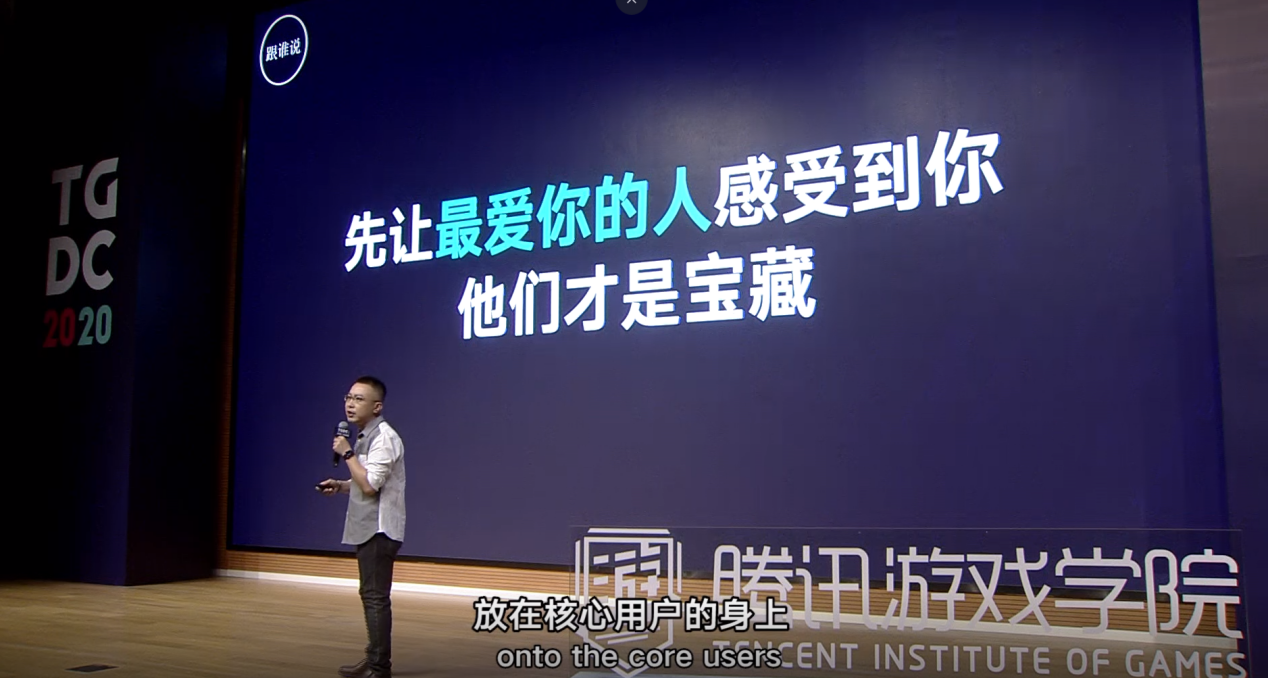 跟谁说
先让最爱你的人感受到你
他们才是宝藏
TG
DC
2020
游
腾讯游戏学院
TENCENT INSTITUTE OF GAMES
放在核心用户的身上
onto the core users